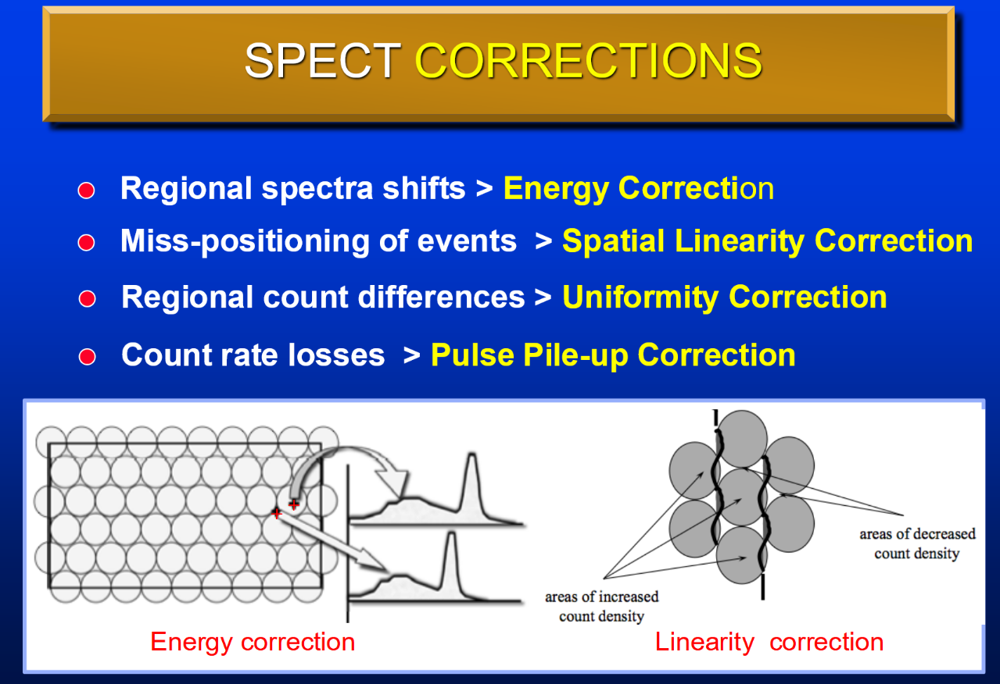 SPECT CORRECTIONS
Regional spectra shifts > Energy Correction
Miss-positioning of events > Spatial Linearity Correction
Regional count differences > Uniformity Correction
Count rate losses > Pulse Pile-up Correction
areas of decreased
count density
areas of increased
count density
Energy correction
Linearity correction